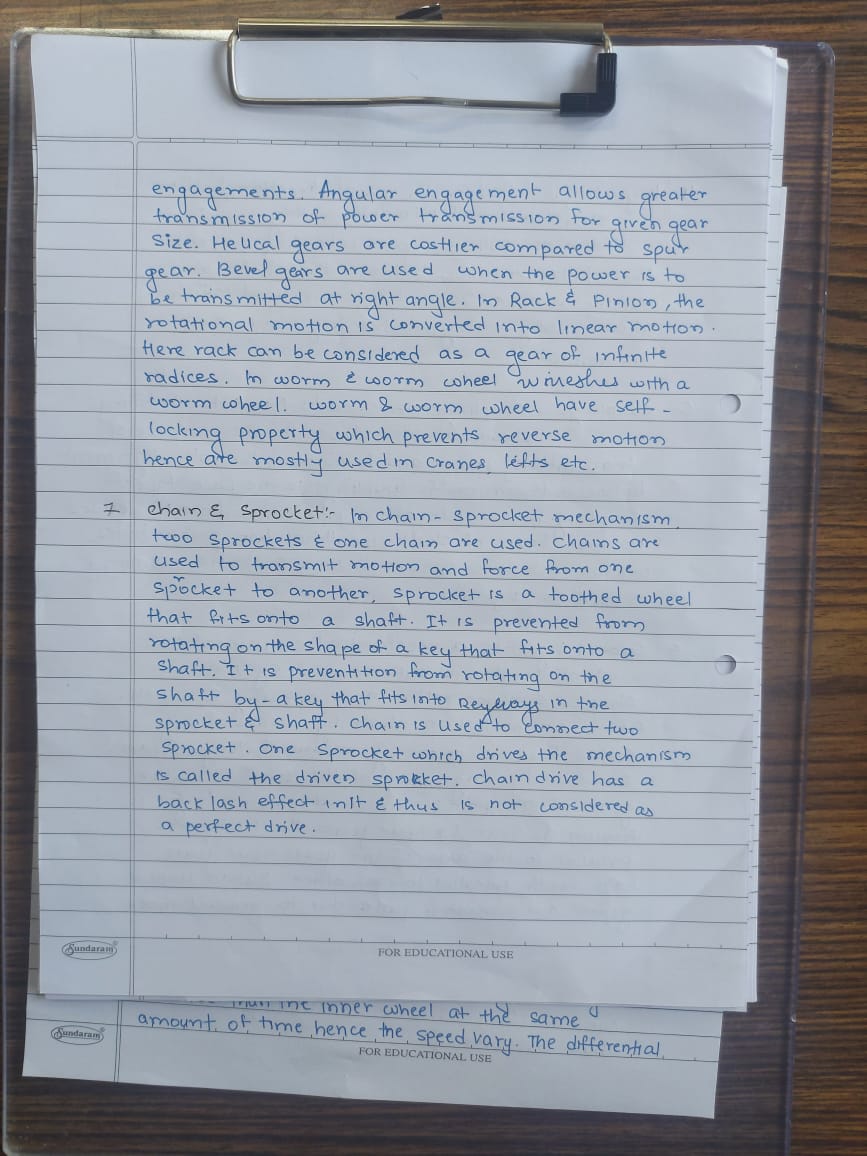 engagements. Angular engagement allows greater
transmission of power transmission for given gear
size. Helical gears are costlier compared to spur
gear. Bevel gears are used when the power is to
be transmitted at right angle. In Rack & Pinion, the
rotational motion is converted into linear motion.
Here rack can be considered as a gear of infinite
radices. In worm & worm wheel with a
worm wheel. worm & worm wheel have self-
locking property which prevents reverse motion
hence are mostly used in cranes, lifts etc.
7 chain & Sprocket:- In chain-sprocket mechanism
two sprockets & one chain are used. Chains are
used to transmit motion and force from one
sprocket to another, sprocket is a toothed wheel
that fits onto a shaft. It is prevented from
rotating on the shape of a key that fits onto a
shaft. It is preventition from rotating on the
shaft by-a key that fits into in the
sprocket & shaft. Chain is used to connect two
sprocket. One sprocket which drives the mechanism
is called the driven sprokket. Chain drive has a
back lash effect in it & thus is not considered as
a perfect drive.
Sundaram®
FOR EDUCATIONAL USE
the inner wheel at the same
amount of time hence the speed vary. The differential
Sundaram®
FOR EDUCATIONAL USE